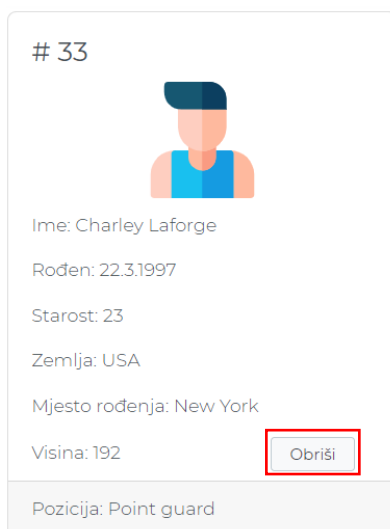 # 33
Ime: Charley Laforge
Rođen: 22.3.1997
Starost: 23
Zemlja: USA
Mjesto rođenja: New York
Visina: 192
Obriši
Pozicija: Point guard